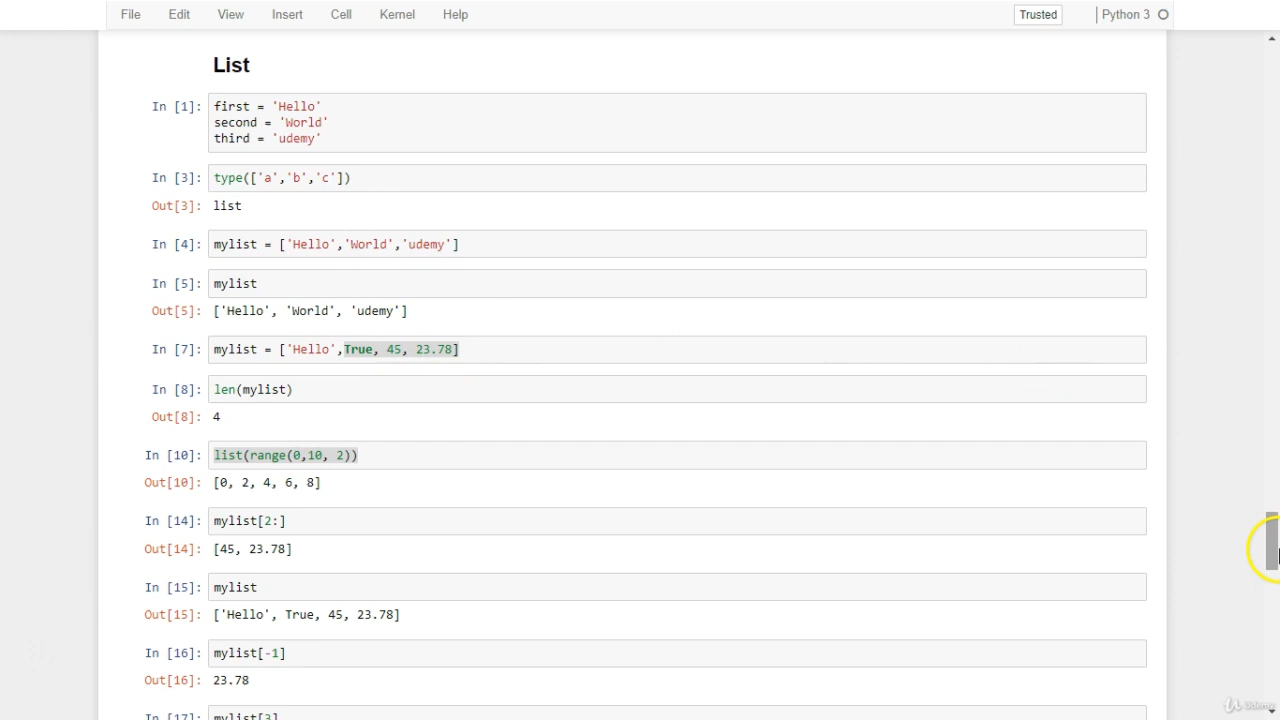 File Edit View Insert Cell Kernel Help Trusted Python 3
List
In [1]: first = 'Hello'
second = 'World'
third = 'udemy'
In [3]: type(['a','b','c'])
Out[3]: list
In [4]: mylist = ['Hello','World','udemy']
In [5]: mylist
Out[5]: ['Hello', 'World', 'udemy']
In [7]: mylist = ['Hello',True, 45, 23.78]
In [8]: len(mylist)
Out[8]: 4
In [10]: list(range(0,10, 2))
Out[10]: [0, 2, 4, 6, 8]
In [14]: mylist[2:]
Out[14]: [45, 23.78]
In [15]: mylist
Out[15]: ['Hello', True, 45, 23.78]
In [16]: mylist[-1]
Out[16]: 23.78
In [17]: mylist[3]
Udemy